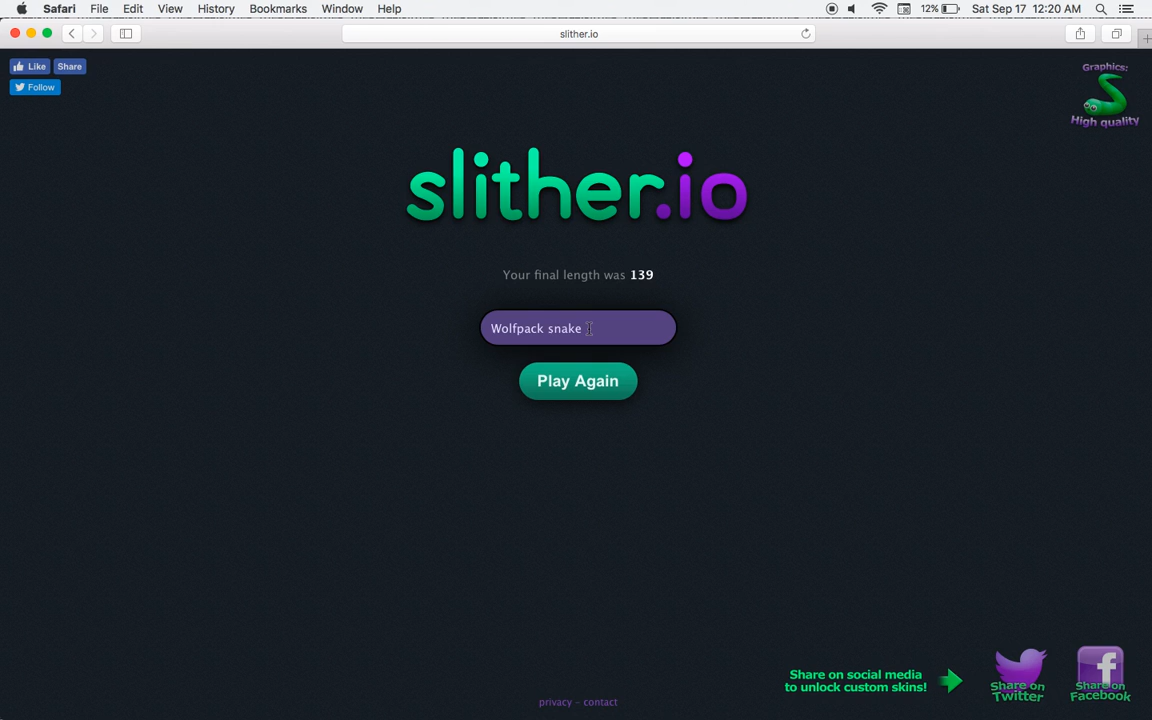 Safari File Edit View History Bookmarks Window Help 12% Sat Sep 17 12:20 AM
slither.io
Like Share
Follow
Graphics:
High quality
slither.io
Your final length was 139
Wolfpack snake
Play Again
Share on social media
to unlock custom skins!
Share on
Twitter
Share on
Facebook
privacy - contact